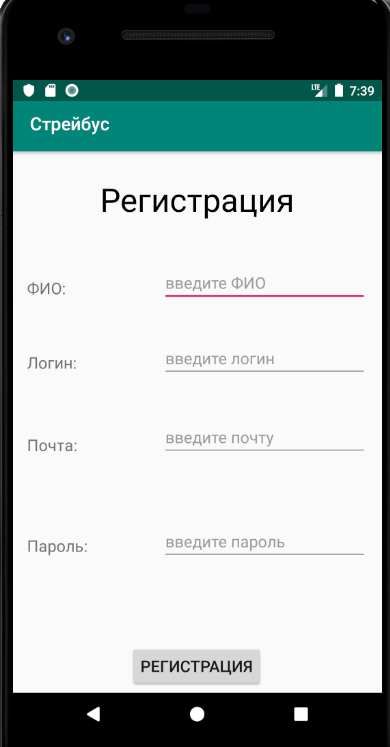 LTE 7:39
Стрейбус
Регистрация
ФИО: введите ФИО
Логин: введите логин
Почта: введите почту
Пароль: введите пароль
РЕГИСТРАЦИЯ